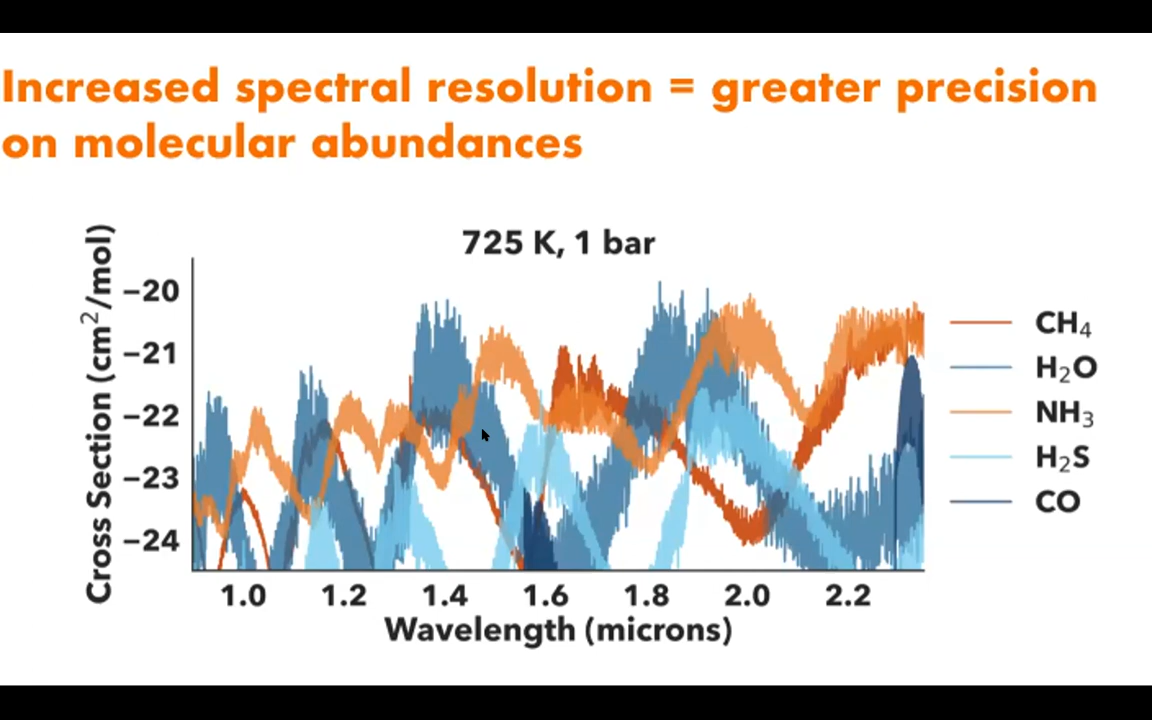 Increased spectral resolution = greater precision
on molecular abundances
725 K, 1 bar
Cross Section (cm²/mol)
−20
−21
−22
−23
−24
1.0 1.2 1.4 1.6 1.8 2.0 2.2
Wavelength (microns)
CH₄
H₂O
NH₃
H₂S
CO